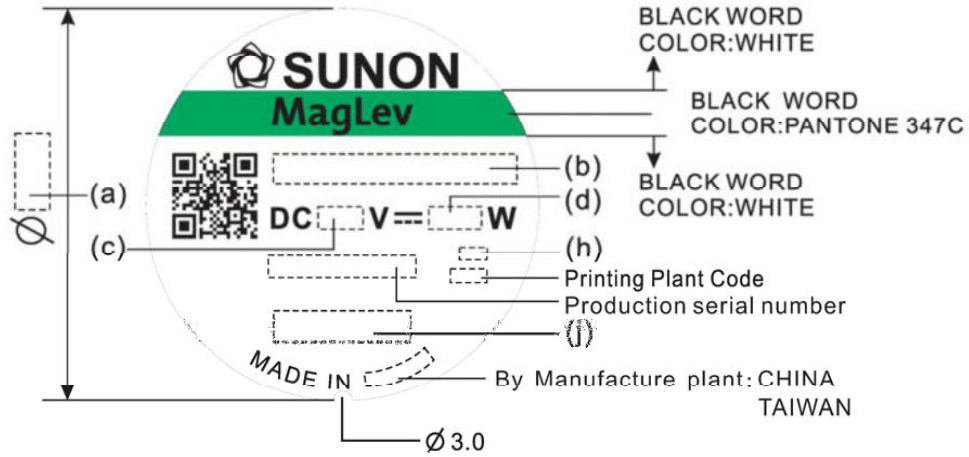 BLACK WORD
COLOR:WHITE
SUNON
MagLev
BLACK WORD
COLOR:PANTONE 347C
(a)
(b)
BLACK WORD
COLOR:WHITE
Ø
DC V W
(d)
(c)
(h)
Printing Plant Code
Production serial number
(j)
MADE IN
By Manufacture plant: CHINA
TAIWAN
Ø 3.0